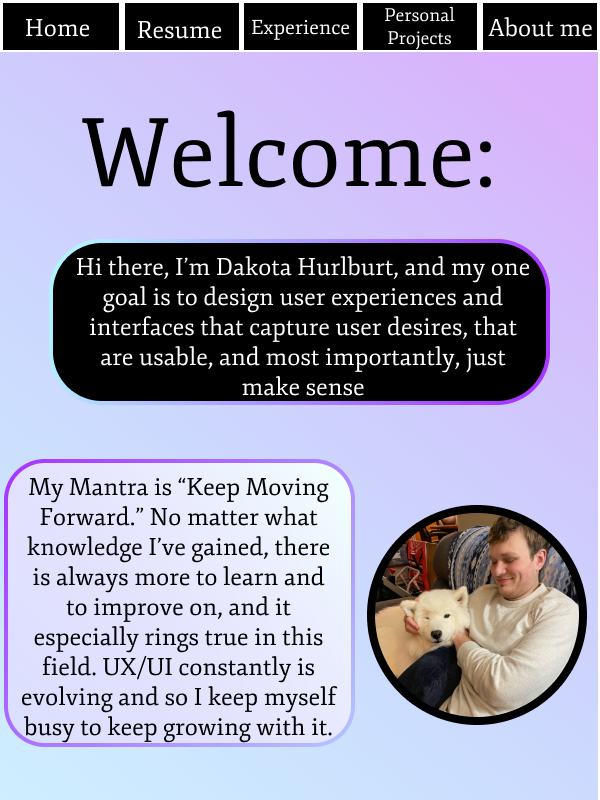 Home
Resume
Experience
Personal
Projects
About me
Welcome:
Hi there, I’m Dakota Hurlburt, and my one
goal is to design user experiences and
interfaces that capture user desires, that
are usable, and most importantly, just
make sense
My Mantra is “Keep Moving
Forward.” No matter what
knowledge I’ve gained, there
is always more to learn and
to improve on, and it
especially rings true in this
field. UX/UI constantly is
evolving and so I keep myself
busy to keep growing with it.